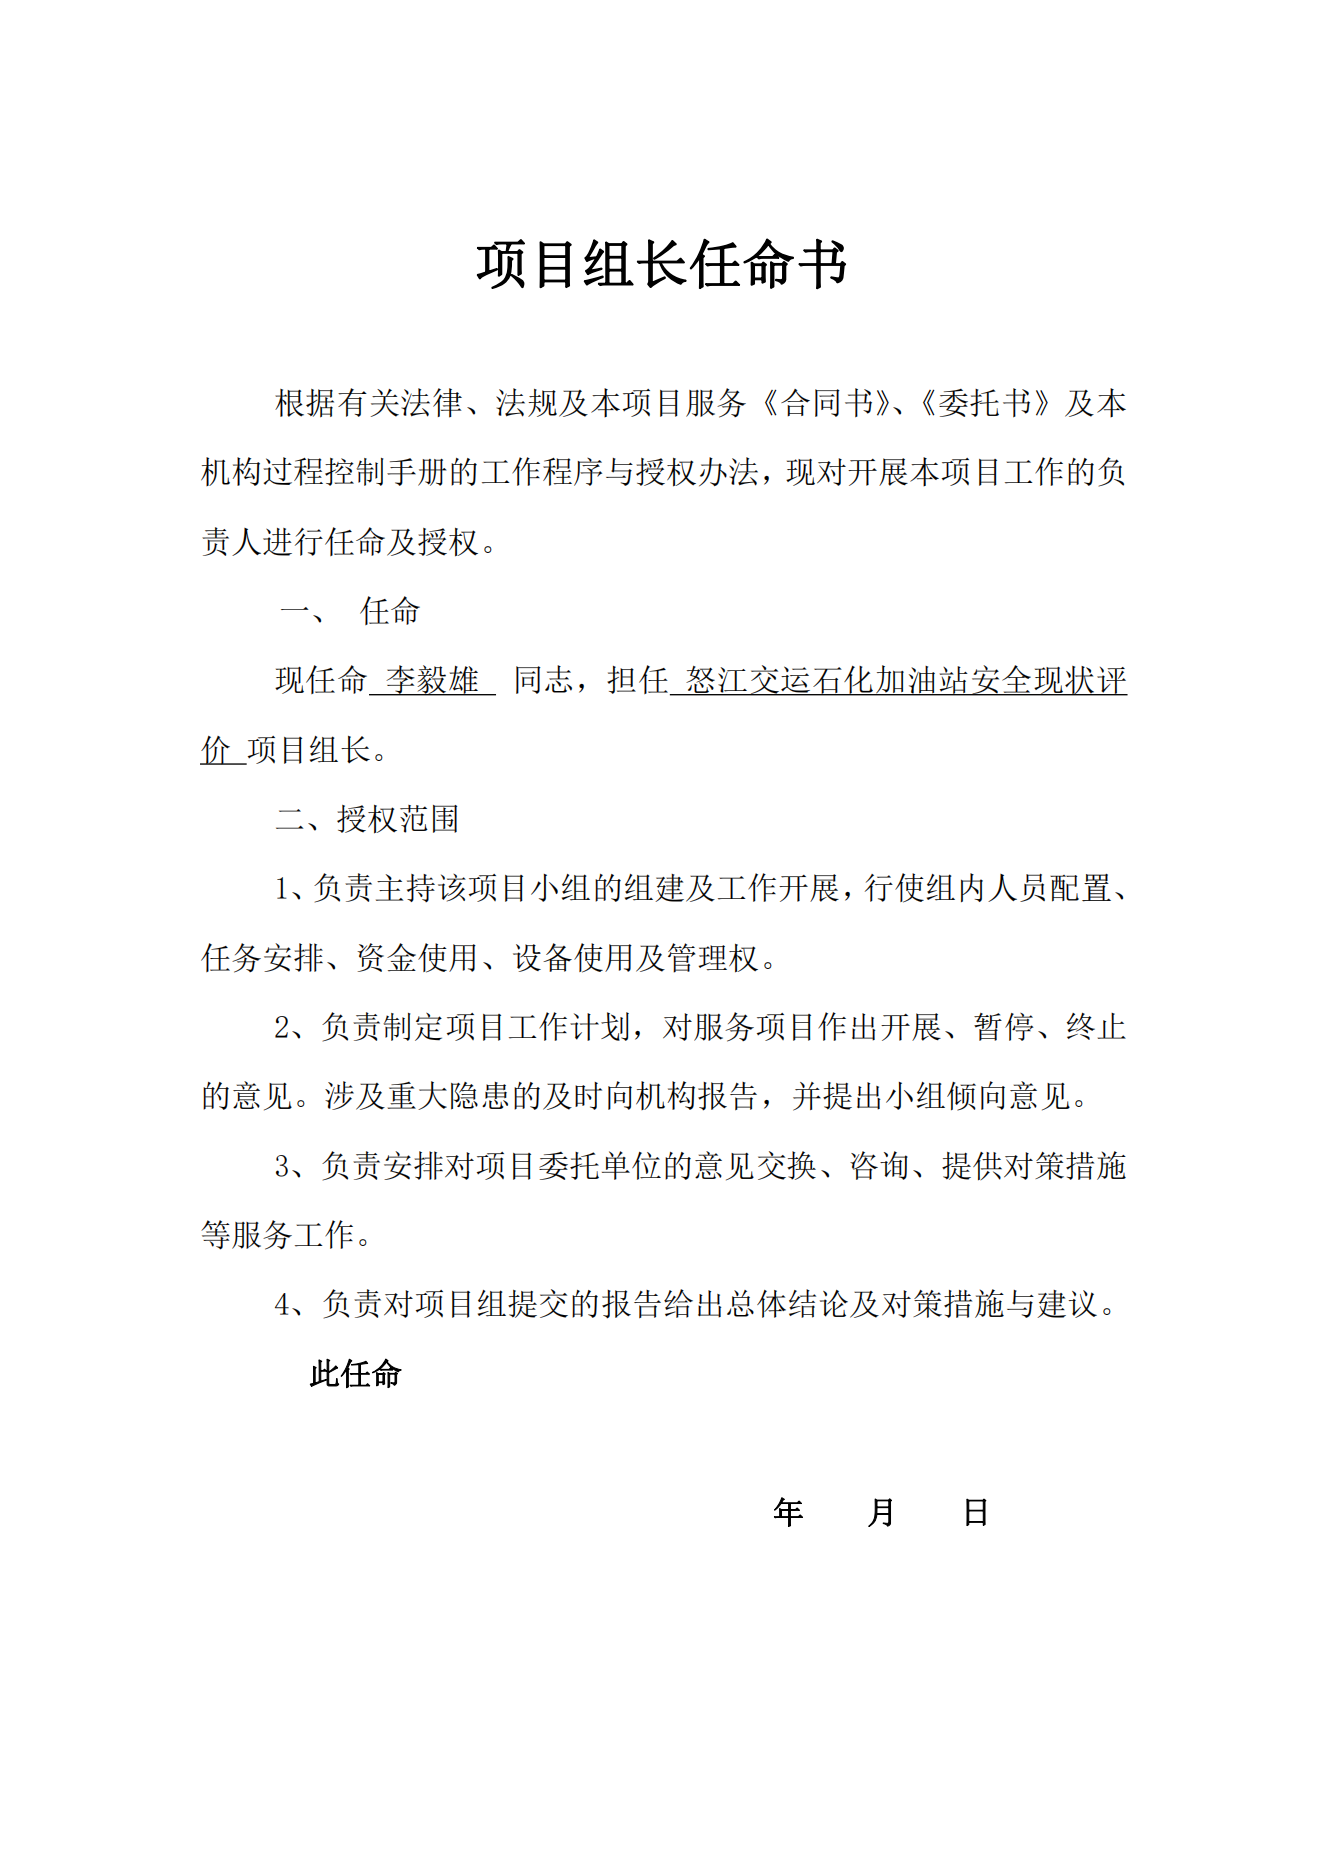 项目组长任命书
根据有关法律、法规及本项目服务《合同书》、《委托书》及本
机构过程控制手册的工作程序与授权办法，现对开展本项目工作的负
责人进行任命及授权。
一、 任命
现任命 李毅雄 同志，担任 怒江交运石化加油站安全现状评
价 项目组长。
二、授权范围
1、负责主持该项目小组的组建及工作开展，行使组内人员配置、
任务安排、资金使用、设备使用及管理权。
2、负责制定项目工作计划，对服务项目作出开展、暂停、终止
的意见。涉及重大隐患的及时向机构报告，并提出小组倾向意见。
3、负责安排对项目委托单位的意见交换、咨询、提供对策措施
等服务工作。
4、负责对项目组提交的报告给出总体结论及对策措施与建议。
此任命
年 月 日